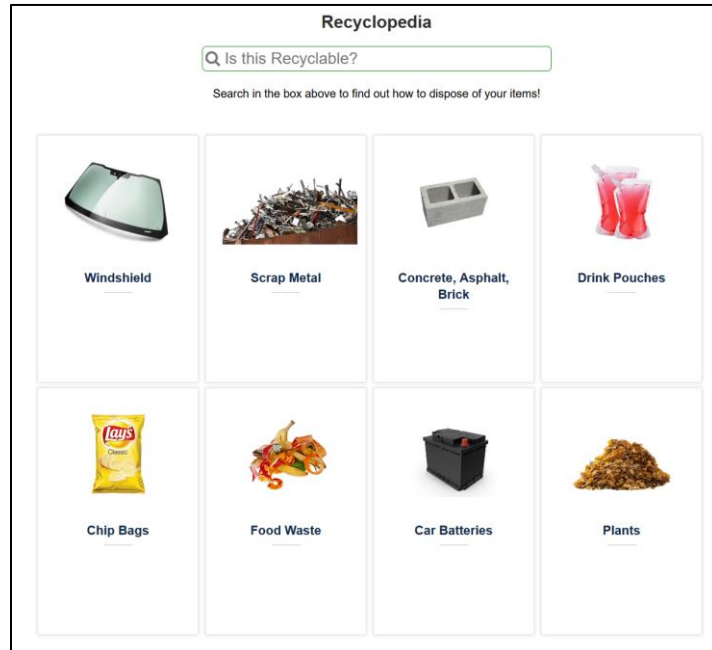 Recyclopedia
Is this Recyclable?
Search in the box above to find out how to dispose of your items!
Windshield
Scrap Metal
Concrete, Asphalt,
Brick
Drink Pouches
Lay's
Classic
Chip Bags
Food Waste
Car Batteries
Plants